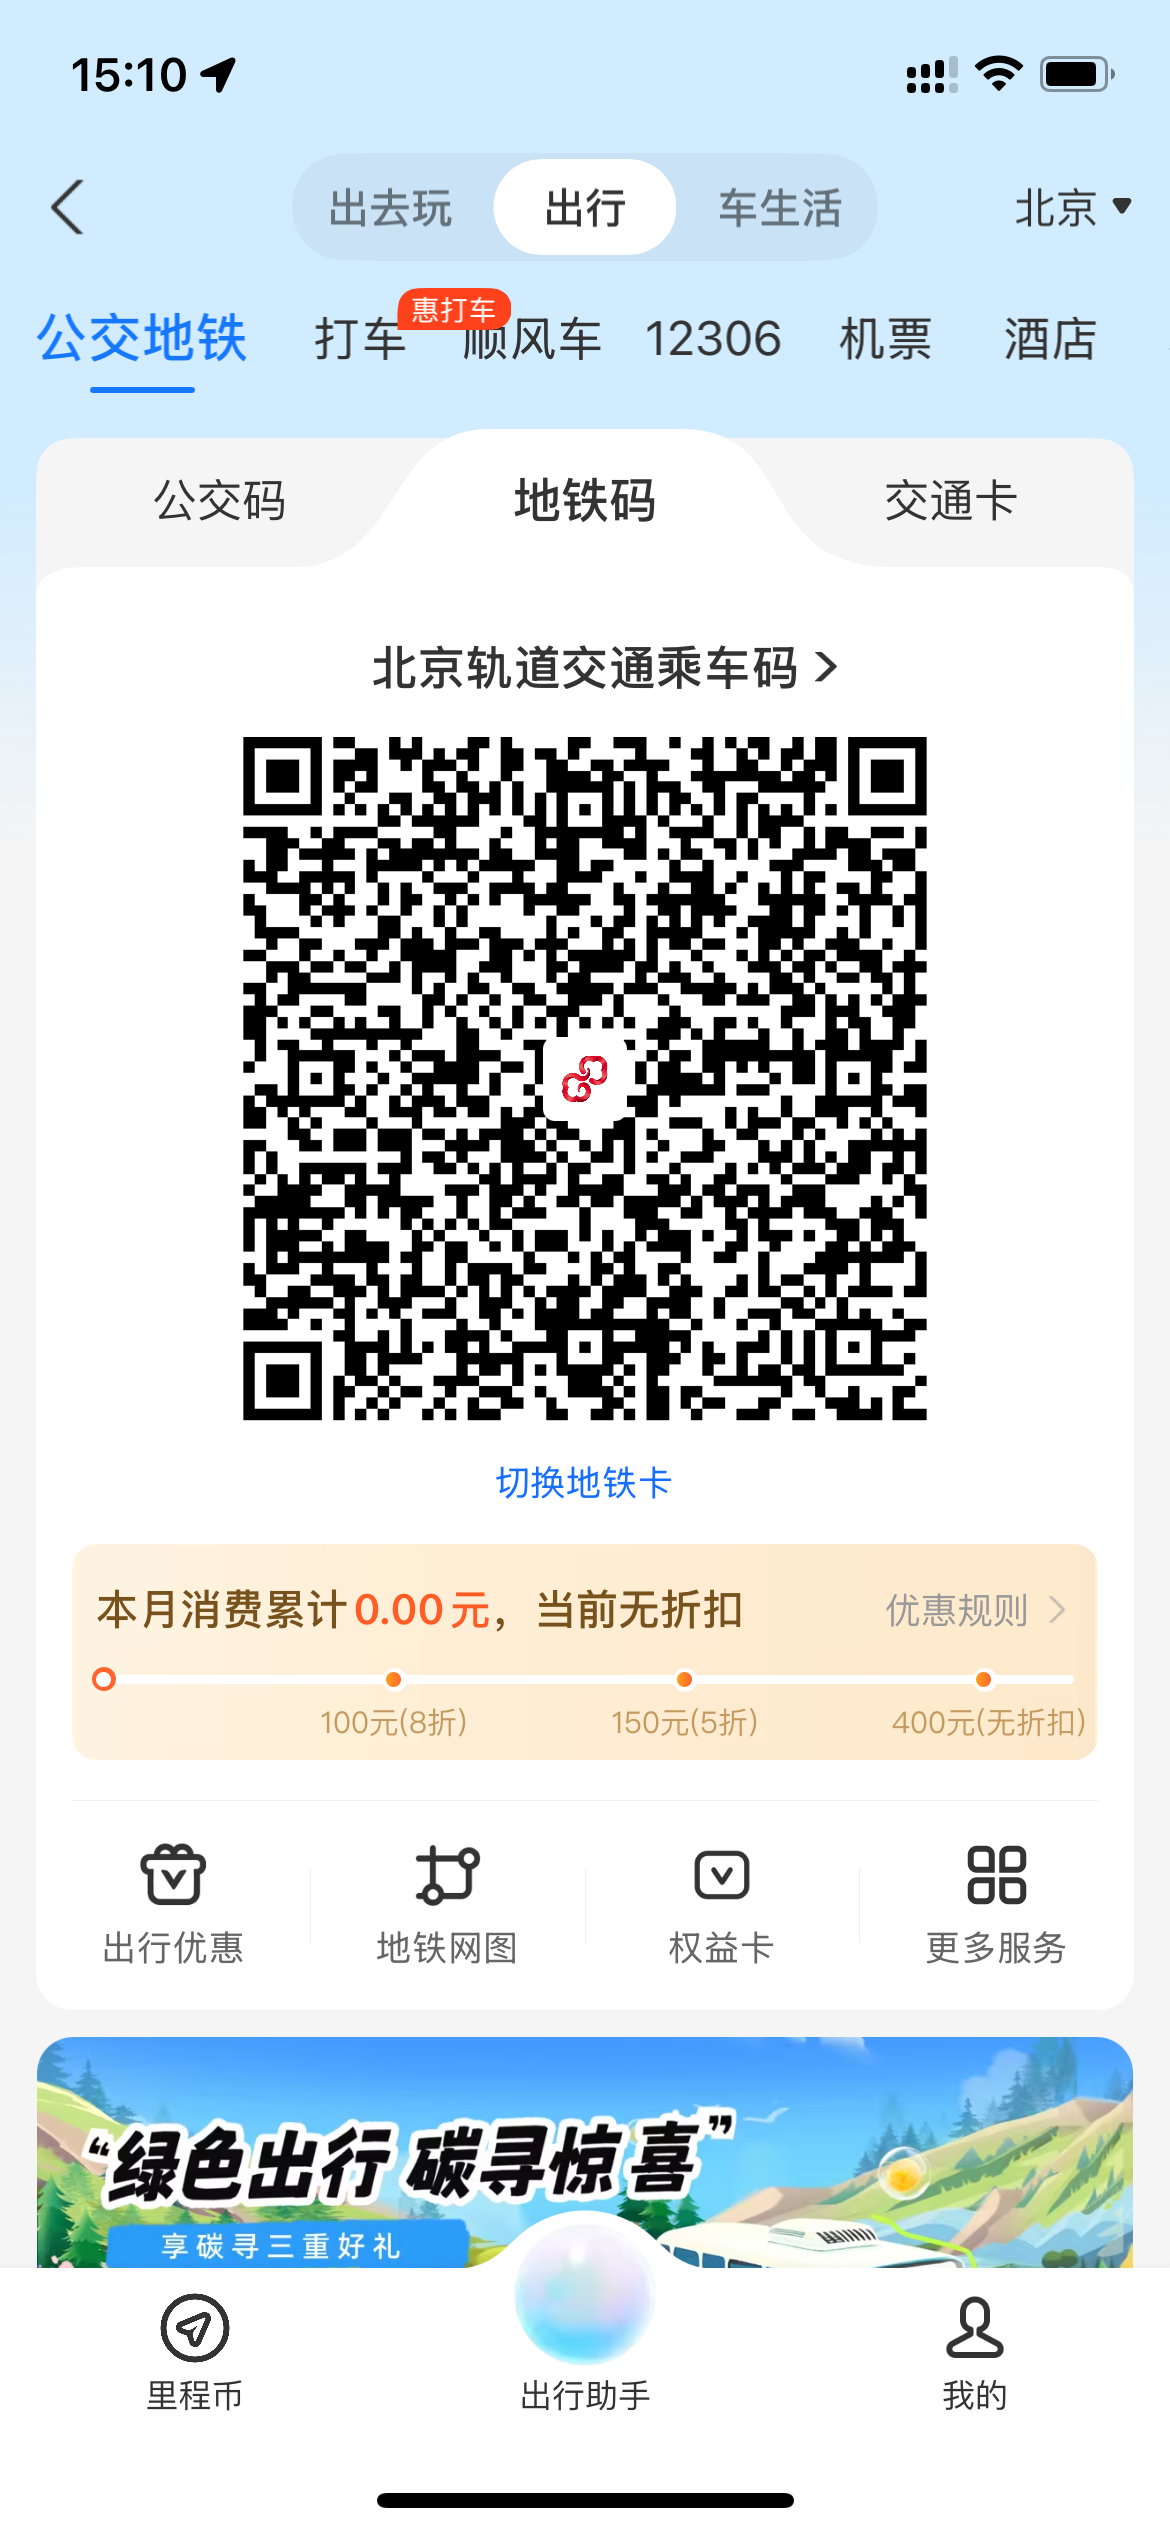 15:10
出去玩 出行 车生活 北京
惠打车
公交地铁 打车 顺风车 12306 机票 酒店
公交码 地铁码 交通卡
北京轨道交通乘车码
切换地铁卡
本月消费累计0.00元，当前无折扣 优惠规则
100元(8折) 150元(5折) 400元(无折扣)
出行优惠 地铁网图 权益卡 更多服务
“绿色出行 碳寻惊喜”
享碳寻三重好礼
里程币 出行助手 我的